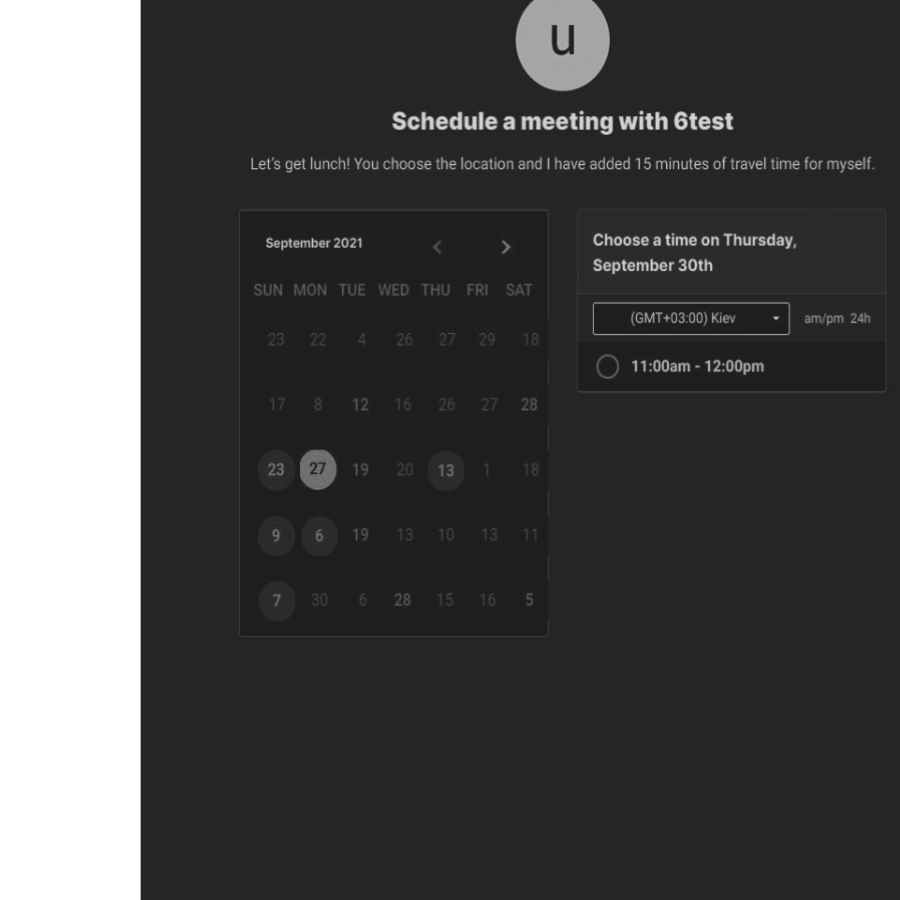 u
Schedule a meeting with 6test
Let's get lunch! You choose the location and I have added 15 minutes of travel time for myself.
September 2021
SUN MON TUE WED THU FRI SAT
23 22 4 26 27 29 18
17 8 12 16 26 27 28
23 27 19 20 13 1 18
9 6 19 13 10 13 11
7 30 6 28 15 16 5
Choose a time on Thursday,
September 30th
(GMT+03:00) Kiev am/pm 24h
11:00am - 12:00pm